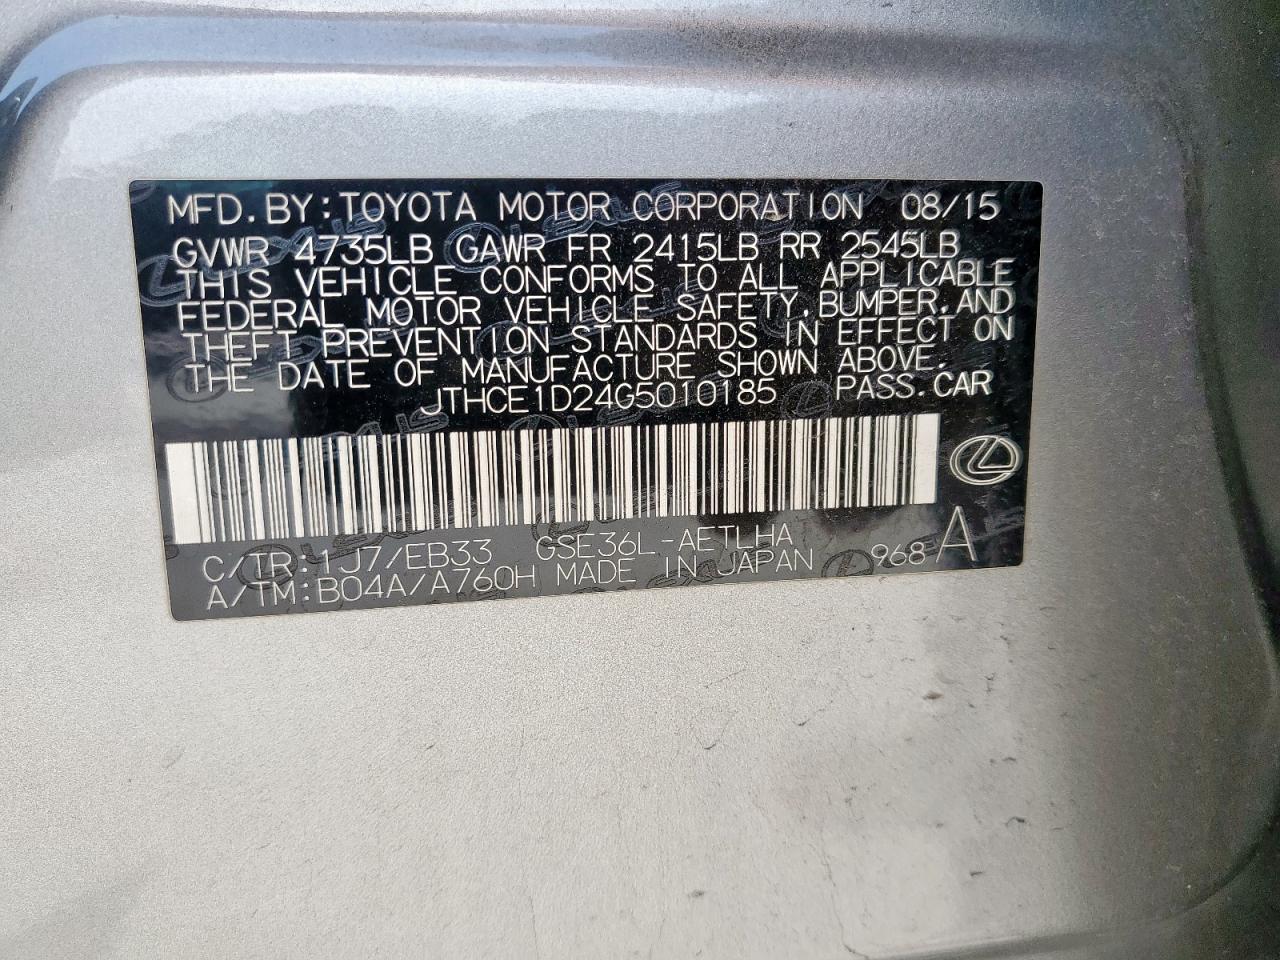 MFD.BY:TOYOTA MOTOR CORPORATION 08/15
GVWR 4735LB GAWR FR 2415LB RR 2545LB
THIS VEHICLE CONFORMS TO ALL APPLICABLE
FEDERAL MOTOR VEHICLE SAFETY,BUMPER,AND
THEFT PREVENTION STANDARDS IN EFFECT ON
THE DATE OF MANUFACTURE SHOWN ABOVE.
JTHCE1D24G5010185 PASS.CAR
C/TR:1J7/EB33 GSE36L-AETLHA
A/TM:B04A/A760H MADE IN JAPAN 968 A